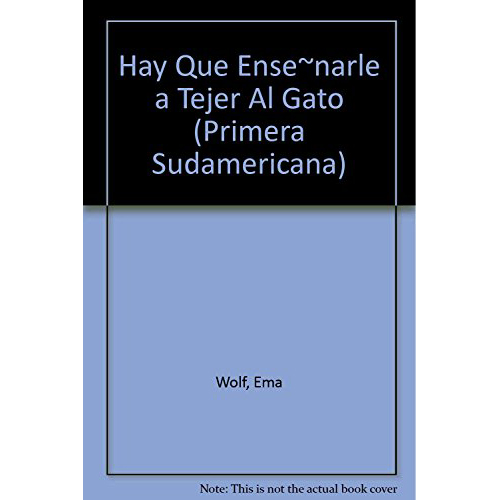 Hay Que Ense~narle
a Tejer Al Gato
(Primera
Sudamericana)
Wolf, Ema
Note: This is not the actual book cover